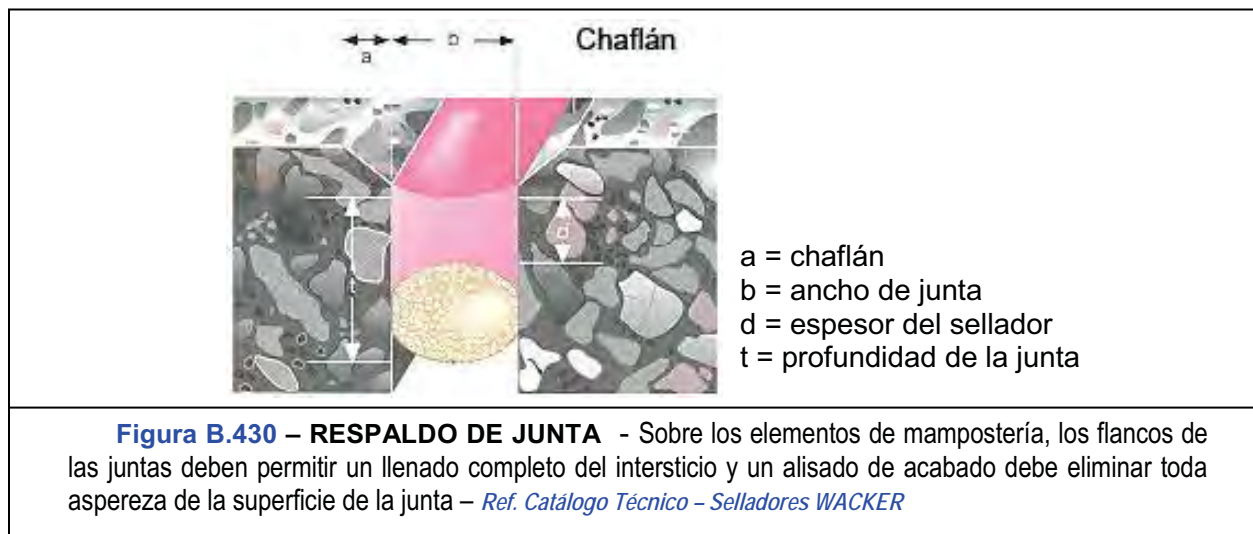 b Chaflán
a
d
t
a = chaflán
b = ancho de junta
d = espesor del sellador
t = profundidad de la junta
Figura B.430 – RESPALDO DE JUNTA - Sobre los elementos de mampostería, los flancos de
las juntas deben permitir un llenado completo del intersticio y un alisado de acabado debe eliminar toda
aspereza de la superficie de la junta – Ref. Catálogo Técnico – Selladores WACKER